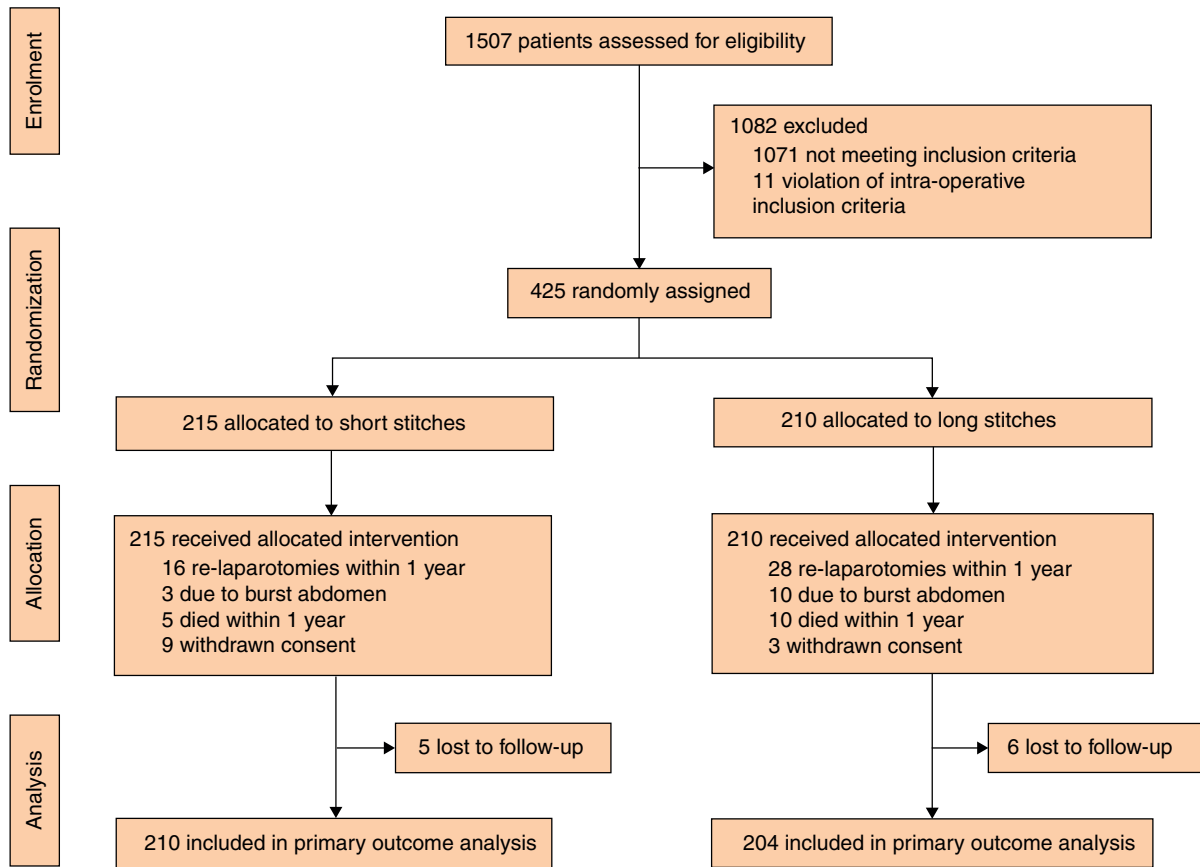 Enrolment
1507 patients assessed for eligibility
1082 excluded
1071 not meeting inclusion criteria
11 violation of intra-operative
inclusion criteria
Randomization
425 randomly assigned
215 allocated to short stitches
210 allocated to long stitches
Allocation
215 received allocated intervention
16 re-laparotomies within 1 year
3 due to burst abdomen
5 died within 1 year
9 withdrawn consent
210 received allocated intervention
28 re-laparotomies within 1 year
10 due to burst abdomen
10 died within 1 year
3 withdrawn consent
Analysis
5 lost to follow-up
6 lost to follow-up
210 included in primary outcome analysis
204 included in primary outcome analysis